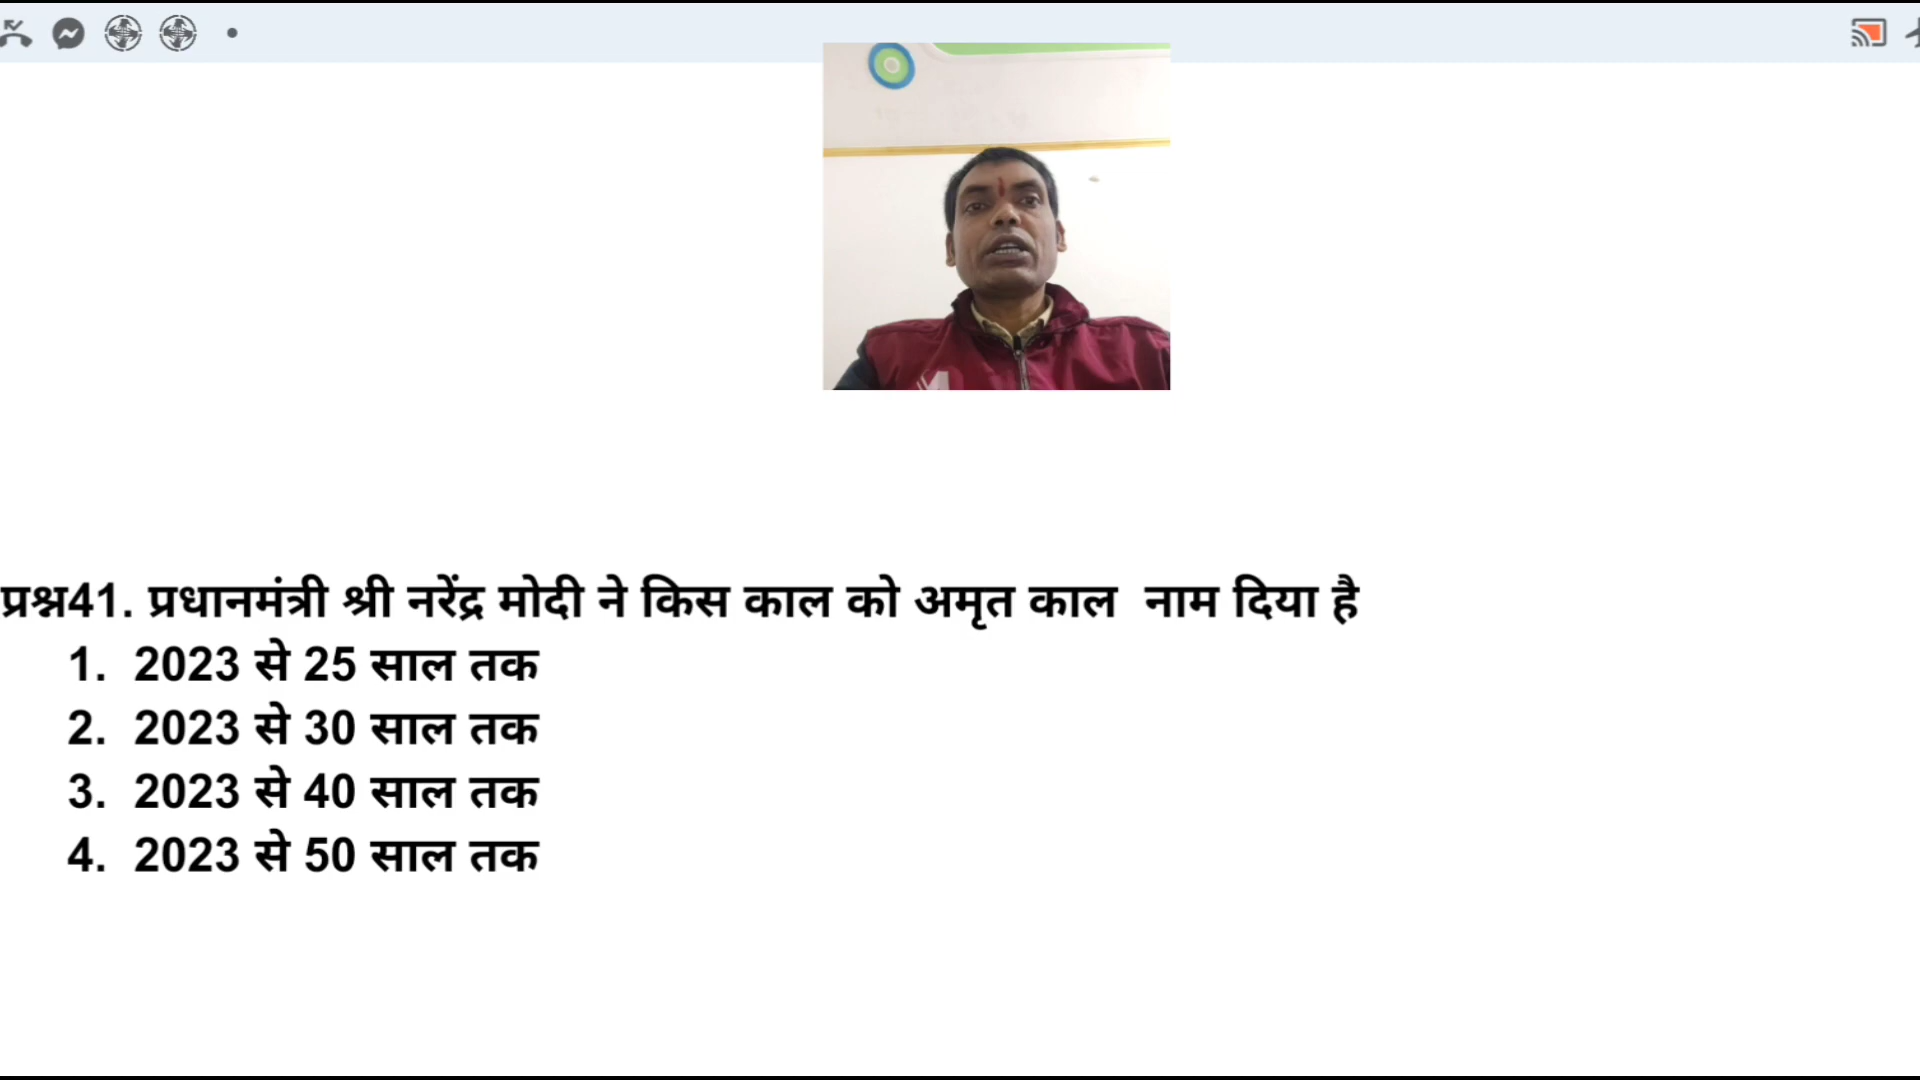 प्रश्न41. प्रधानमंत्री श्री नरेंद्र मोदी ने किस काल को अमृत काल नाम दिया है
1. 2023 से 25 साल तक
2. 2023 से 30 साल तक
3. 2023 से 40 साल तक
4. 2023 से 50 साल तक